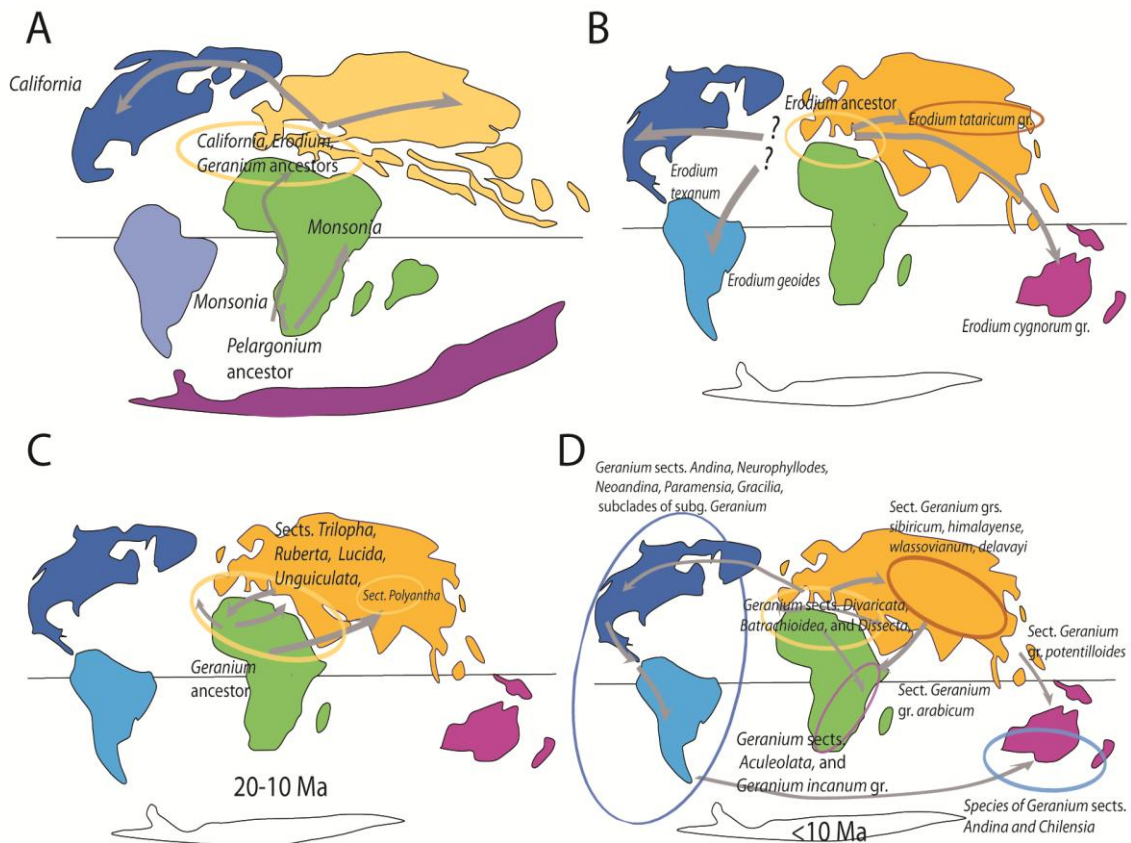 A
California
California, Erodium,
Geranium ancestors
Monsonia
Monsonia
Pelargonium
ancestor
B
Erodium ancestor
?
?
Erodium tataricum gr.
Erodium
texanum
Erodium geoides
Erodium cygnorum gr.
C
Sects. Trilopha,
Ruberta, Lucida,
Unguiculata,
Sect. Polyantha
Geranium
ancestor
20-10 Ma
D
Geranium sects. Andina, Neurophyllodes,
Neoandina, Paramensia, Gracilia,
subclades of subg. Geranium
Sect. Geranium grs.
sibiricum, himalayense,
wlassovianum, delavayi
Geranium sects. Divaricata,
Batrachioidea, and Dissecta,
Sect. Geranium
gr. potentilloides
Sect. Geranium
gr. arabicum
Geranium sects.
Aculeolata, and
Geranium incanum gr.
Species of Geranium sects.
Andina and Chilensia
<10 Ma